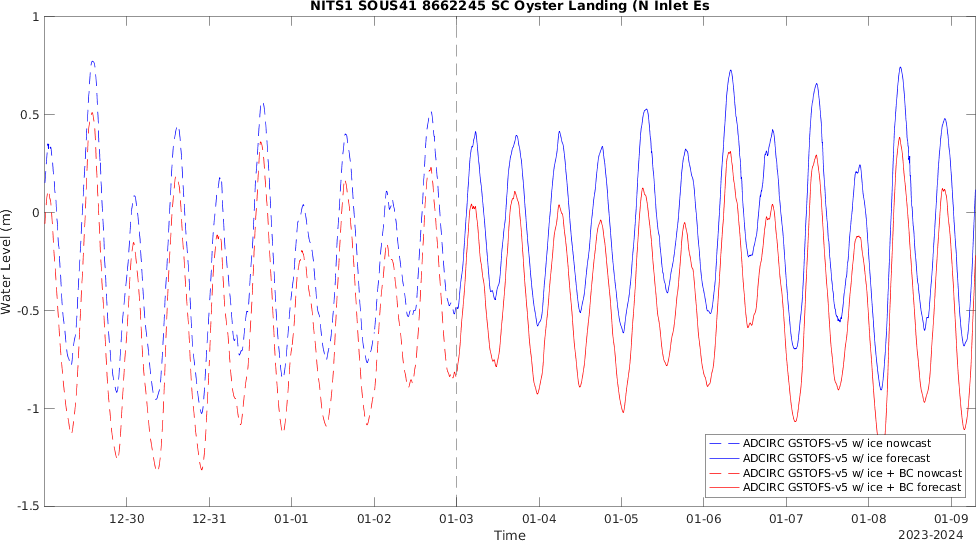 NITS1 SOUS41 8662245 SC Oyster Landing (N Inlet Es
1
0.5
0
-0.5
-1
-1.5
Water Level (m)
12-30
12-31
01-01
01-02
01-03
01-04
01-05
01-06
01-07
01-08
01-09
Time
2023-2024
ADCIRC GSTOFS-v5 w/ ice nowcast
ADCIRC GSTOFS-v5 w/ ice forecast
ADCIRC GSTOFS-v5 w/ ice + BC nowcast
ADCIRC GSTOFS-v5 w/ ice + BC forecast